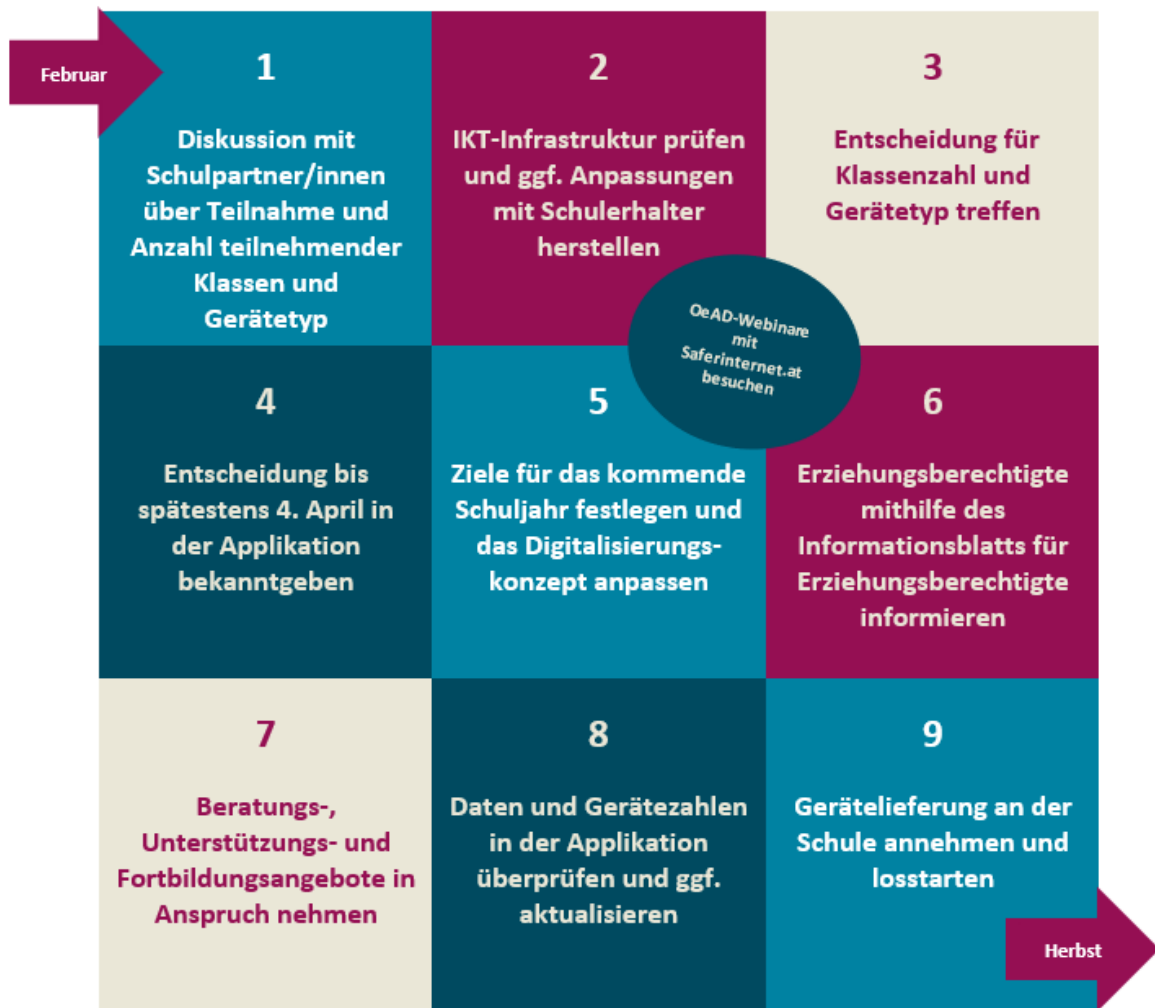 Februar
1
Diskussion mit
Schulpartner/innen
über Teilnahme und
Anzahl teilnehmender
Klassen und
Gerätetyp
2
IKT-Infrastruktur prüfen
und ggf. Anpassungen
mit Schulerhalter
herstellen
3
Entscheidung für
Klassenzahl und
Gerätetyp treffen
OeAD-Webinare
mit
Saferinternet.at
besuchen
4
Entscheidung bis
spätestens 4. April in
der Applikation
bekanntgeben
5
Ziele für das kommende
Schuljahr festlegen und
das Digitalisierungs-
konzept anpassen
6
Erziehungsberechtigte
mithilfe des
Informationsblatts für
Erziehungsberechtigte
informieren
7
Beratungs-,
Unterstützungs- und
Fortbildungsangebote in
Anspruch nehmen
8
Daten und Gerätezahlen
in der Applikation
überprüfen und ggf.
aktualisieren
9
Gerätelieferung an der
Schule annehmen und
losstarten
Herbst